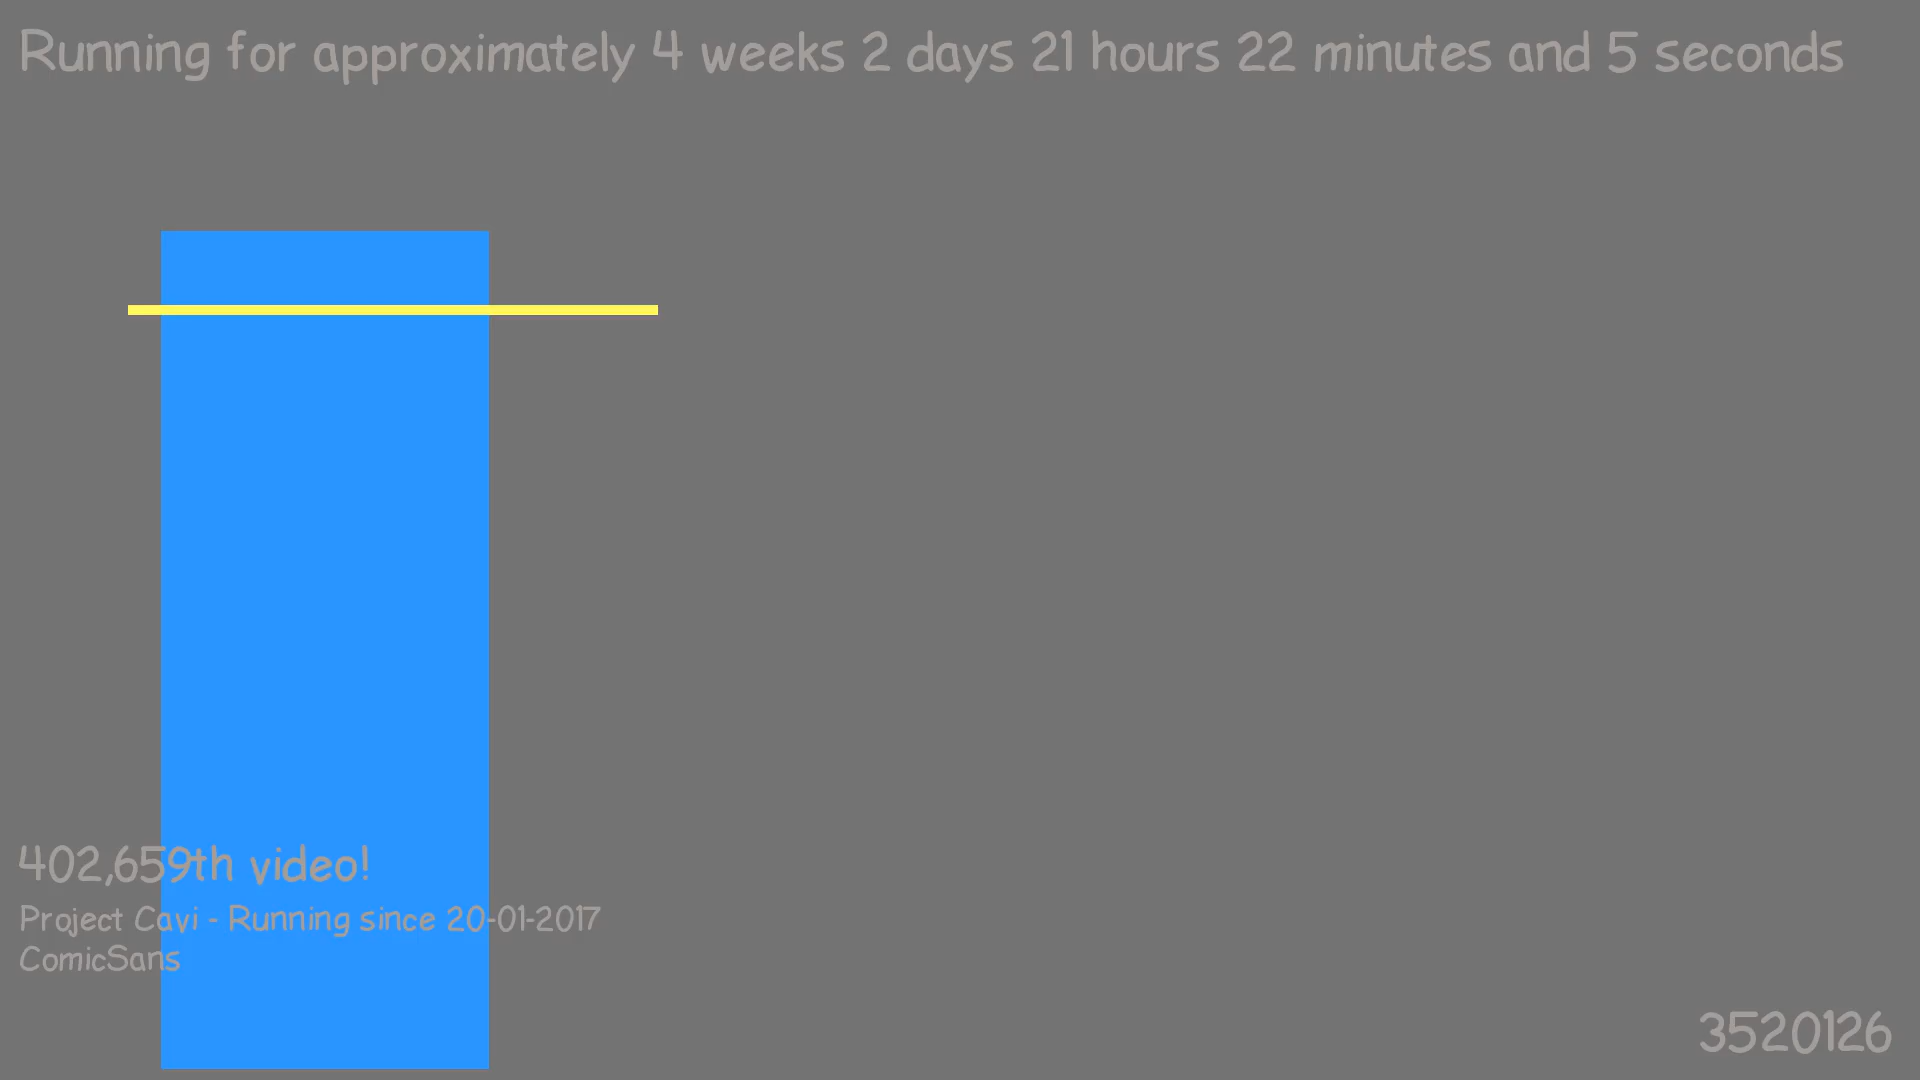 Running for approximately 4 weeks 2 days 21 hours 22 minutes and 5 seconds
402,659th video!
Project Cavi - Running since 20-01-2017
ComicSans
3520126